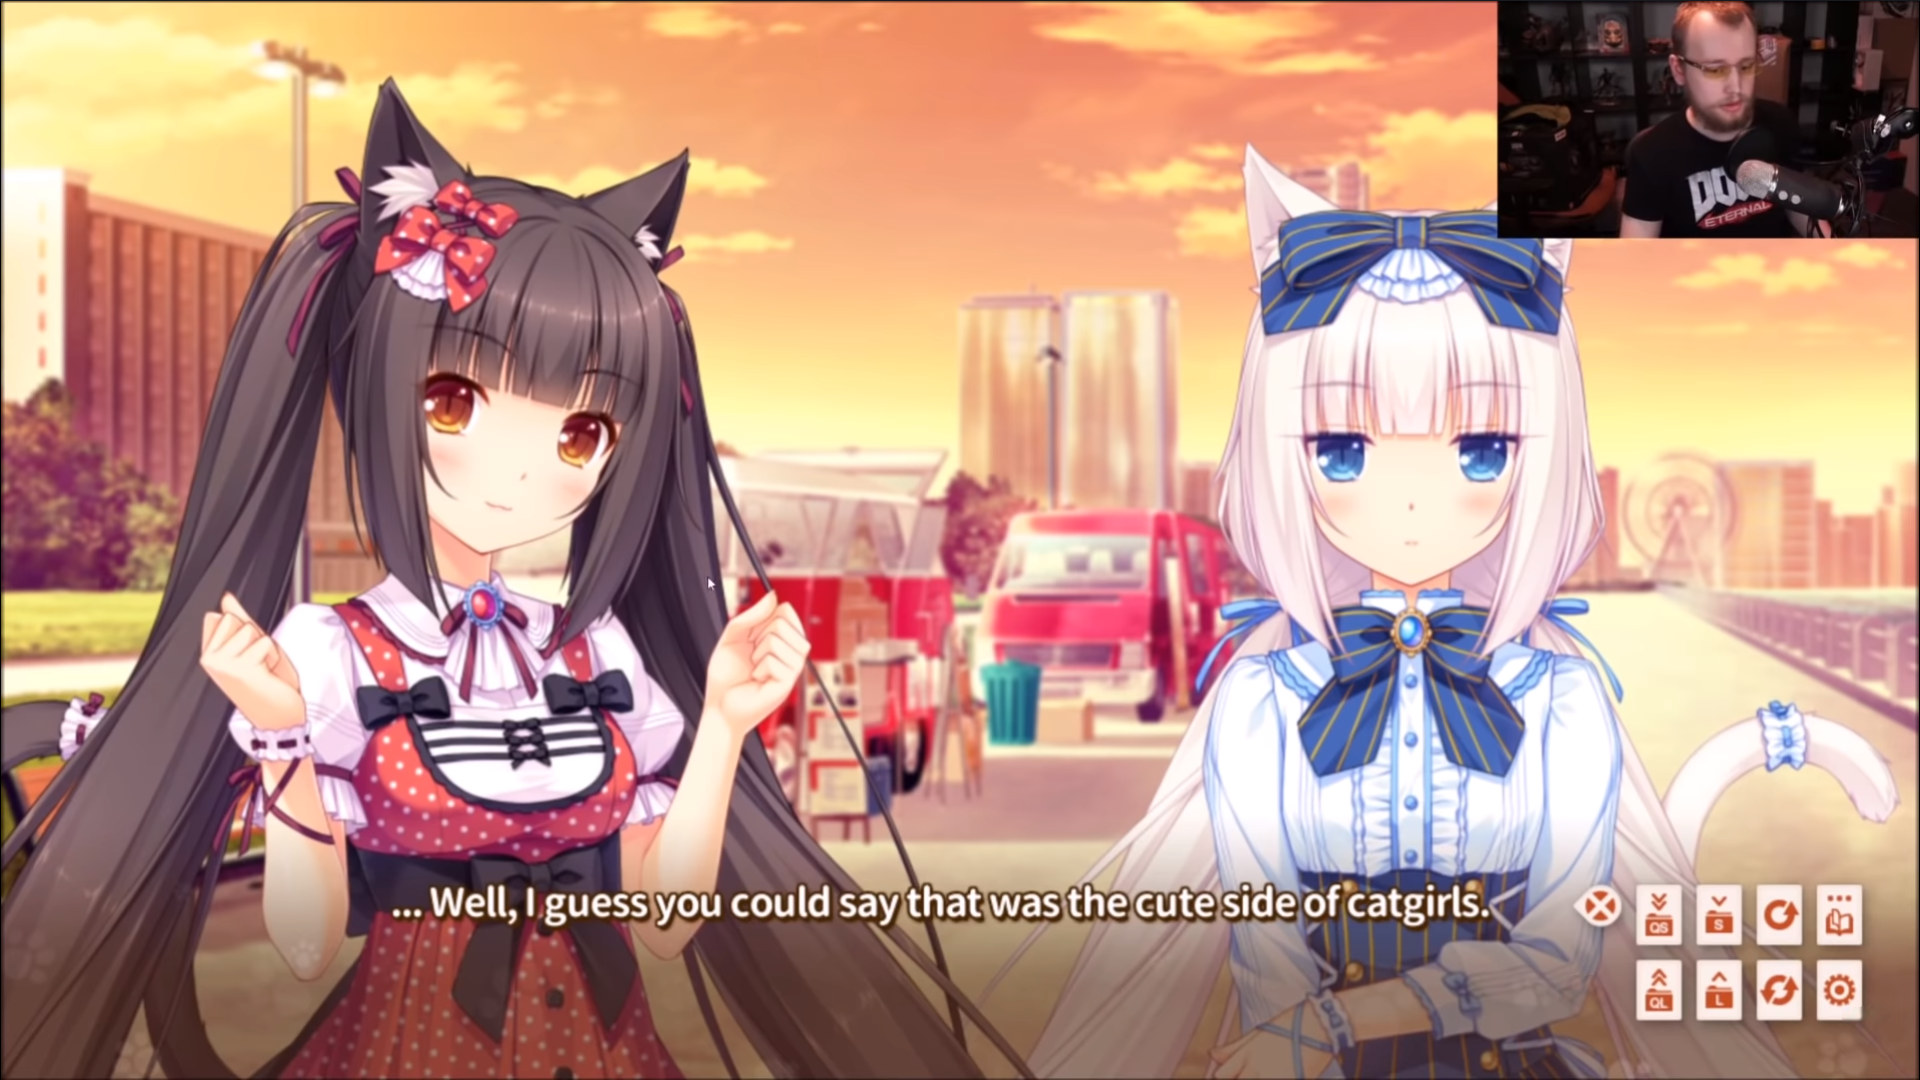 DOOM
ETERNAL
... Well, I guess you could say that was the cute side of catgirls.
QS
S
QL
L